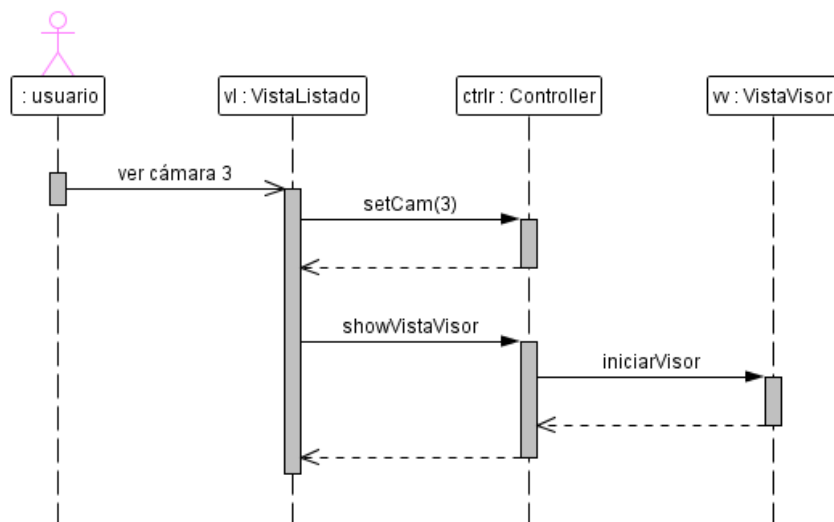 : usuario
vl : VistaListado
ctrlr : Controller
vv : VistaVisor
ver cámara 3
setCam(3)
showVistaVisor
iniciarVisor